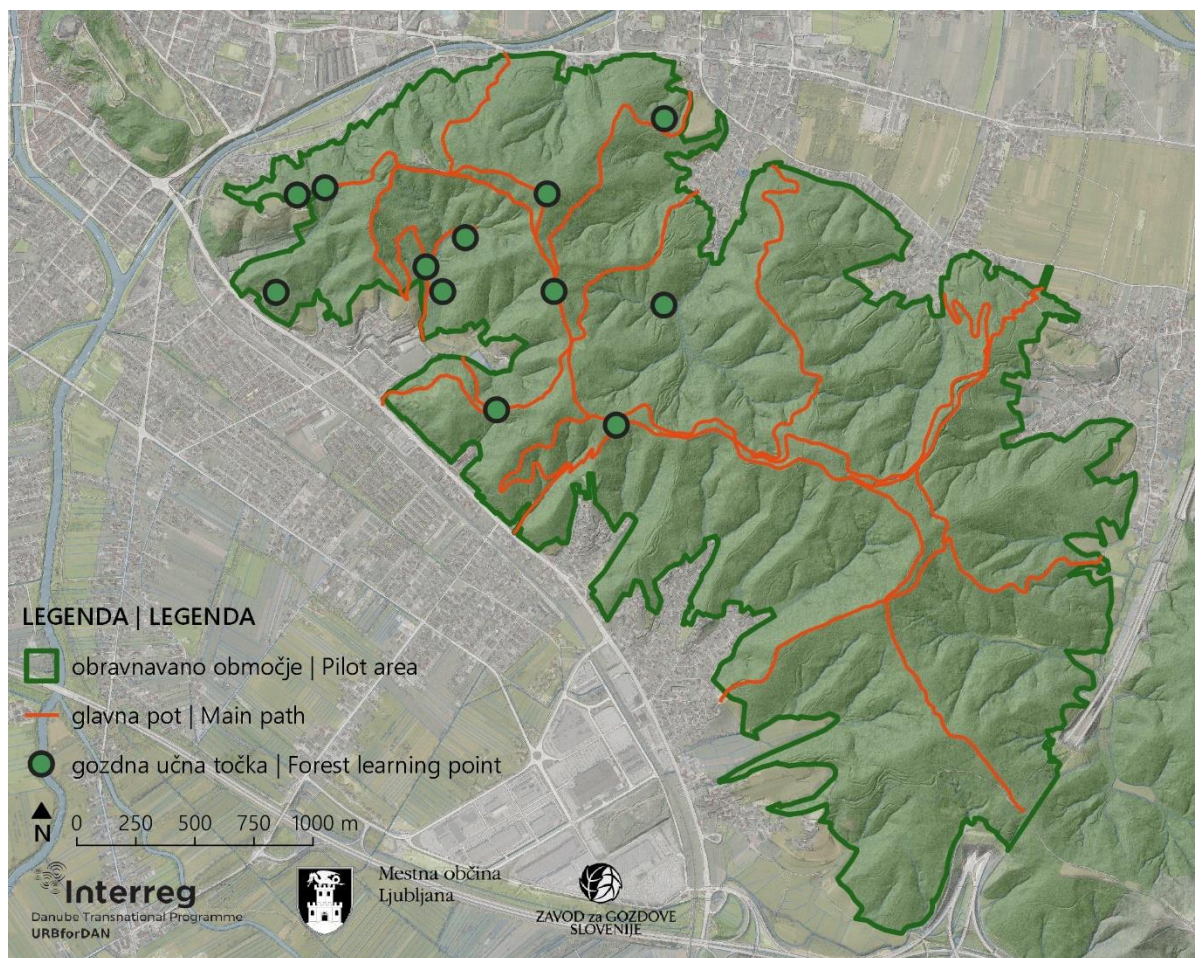 LEGENDA | LEGENDA
obravnavano območje | Pilot area
glavna pot | Main path
gozdna učna točka | Forest learning point
N
0 250 500 750 1000 m
Interreg
Danube Transnational Programme
URBforDAN
Mestna občina
Ljubljana
ZAVOD za GOZDOVE
SLOVENIJE